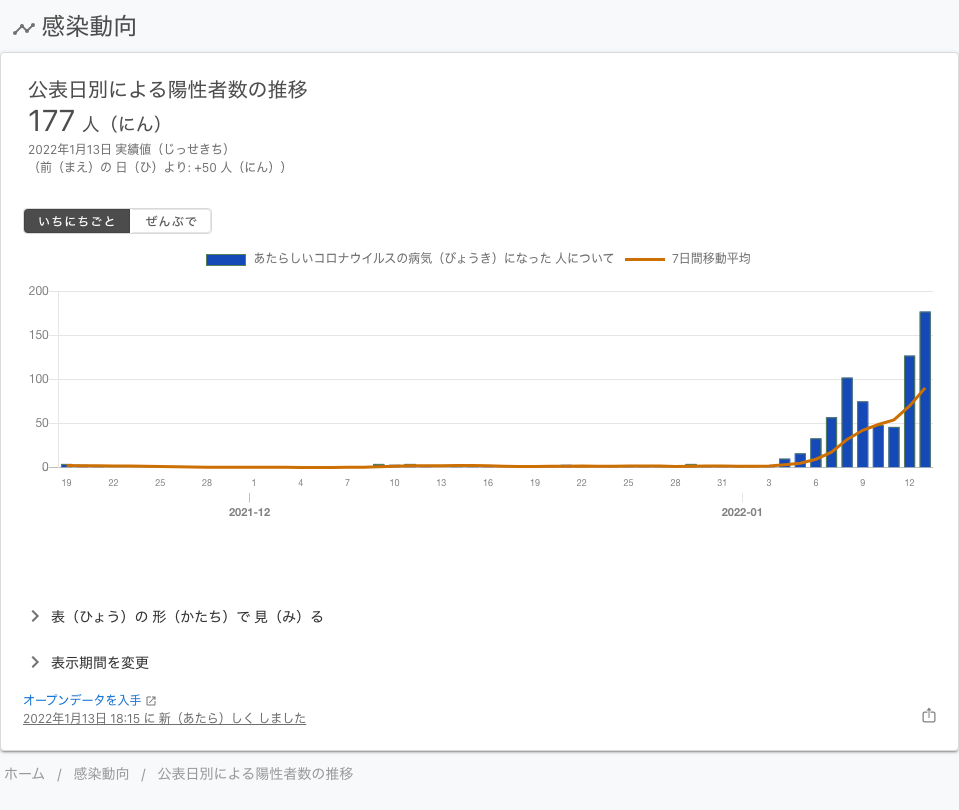 感染動向
公表日別による陽性者数の推移
177 人（にん）
2022年1月13日 実績値（じっせきち）
（前（まえ）の 日（ひ）より: +50 人（にん））
いちにちごと ぜんぶで
あたらしいコロナウイルスの病気（びょうき）になった 人について 7日間移動平均
200
150
100
50
0
19 22 25 28 1 4 7 10 13 16 19 22 25 28 31 3 6 9 12
2021-12 2022-01
表（ひょう）の 形（かたち）で 見（み）る
表示期間を変更
オープンデータを入手
2022年1月13日 18:15 に 新（あたら）しく しました
ホーム / 感染動向 / 公表日別による陽性者数の推移